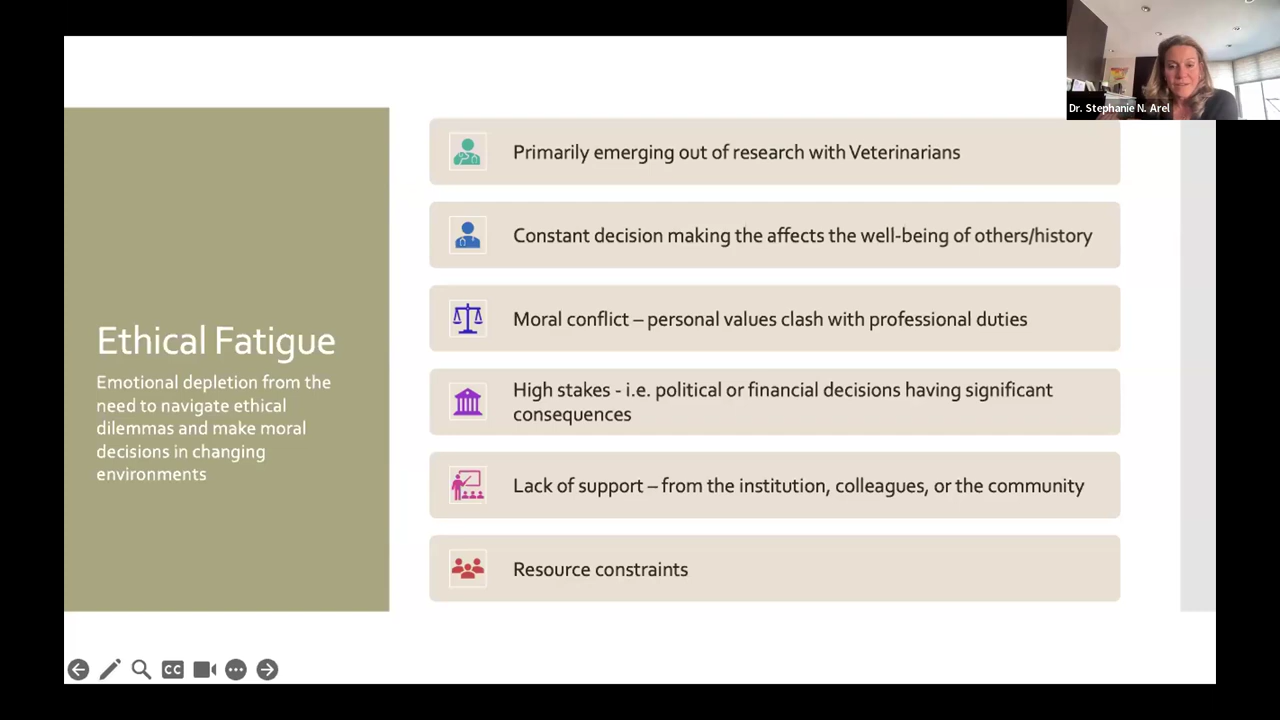 Dr. Stephanie N. Arel
Ethical Fatigue
Emotional depletion from the
need to navigate ethical
dilemmas and make moral
decisions in changing
environments
Primarily emerging out of research with Veterinarians
Constant decision making the affects the well-being of others/history
Moral conflict – personal values clash with professional duties
High stakes - i.e. political or financial decisions having significant
consequences
Lack of support – from the institution, colleagues, or the community
Resource constraints
CC